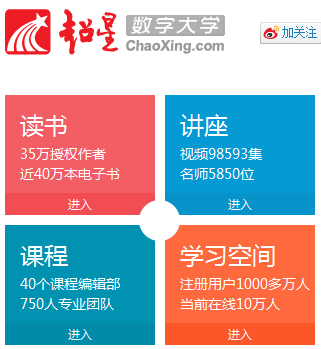 超星 数字大学
ChaoXing.com
加关注
读书
35万授权作者
近40万本电子书
进入
讲座
视频98593集
名师5850位
进入
课程
40个课程编辑部
750人专业团队
进入
学习空间
注册用户1000多万人
当前在线10万人
进入